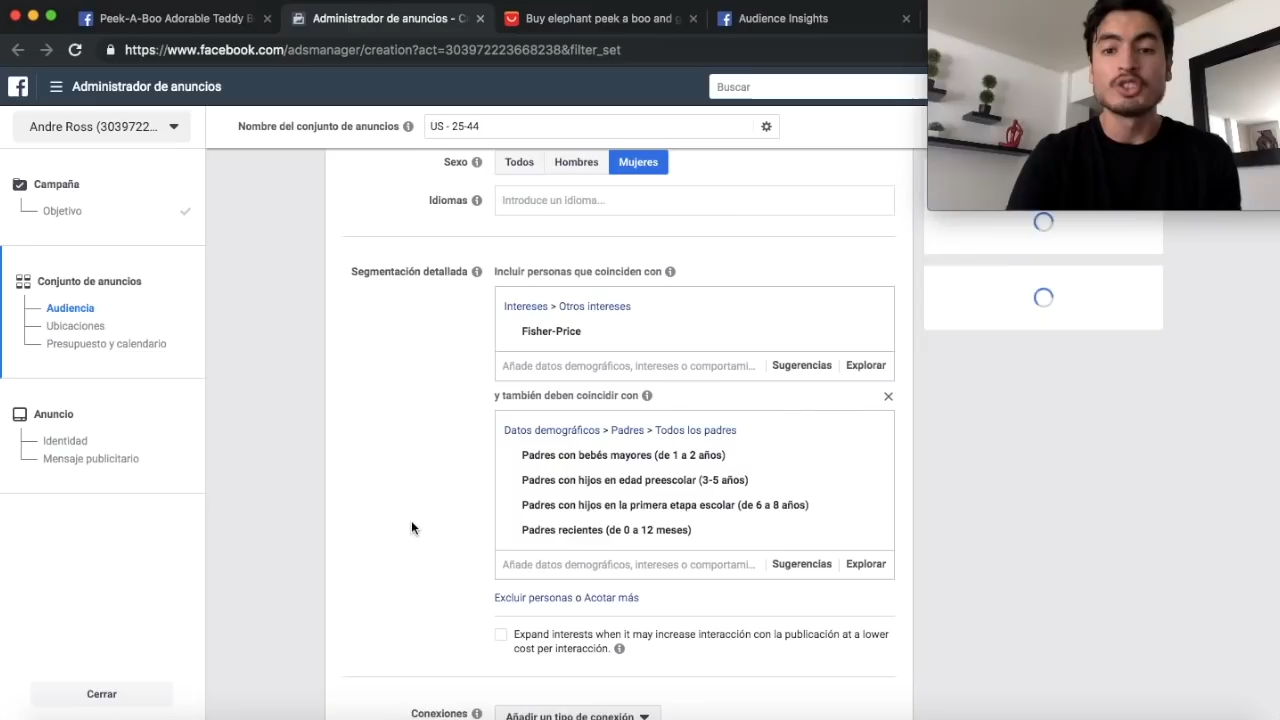 Peek-A-Boo Adorable Teddy B
Administrador de anuncios - C
Buy elephant peek a boo and g
Audience Insights
https://www.facebook.com/adsmanager/creation?act=303972223668238&filter_set
Administrador de anuncios
Buscar
Andre Ross (3039722...
Nombre del conjunto de anuncios
US - 25-44
Campaña
Objetivo
Conjunto de anuncios
Audiencia
Ubicaciones
Presupuesto y calendario
Anuncio
Identidad
Mensaje publicitario
Cerrar
Sexo
Todos
Hombres
Mujeres
Idiomas
Introduce un idioma...
Segmentación detallada
Incluir personas que coinciden con
Intereses > Otros intereses
Fisher-Price
Añade datos demográficos, intereses o comportami...
Sugerencias
Explorar
y también deben coincidir con
Datos demográficos > Padres > Todos los padres
Padres con bebés mayores (de 1 a 2 años)
Padres con hijos en edad preescolar (3-5 años)
Padres con hijos en la primera etapa escolar (de 6 a 8 años)
Padres recientes (de 0 a 12 meses)
Añade datos demográficos, intereses o comportami...
Sugerencias
Explorar
Excluir personas o Acotar más
Expand interests when it may increase interacción con la publicación at a lower
cost per interacción.
Conexiones
Añadir un tipo de conexión